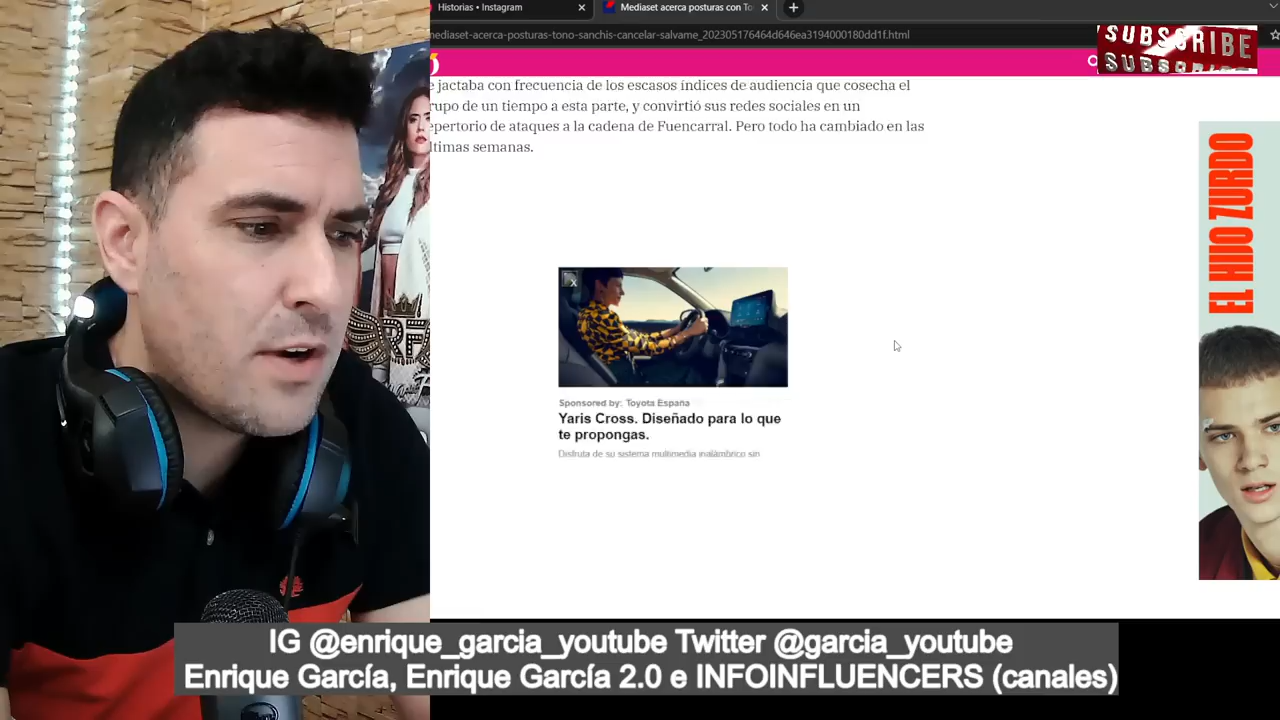 Historias • Instagram
Mediaset acerca posturas con To
mediaset-acerca-posturas-tono-sanchis-cancelar-salvame_202305176464d646ea3194000180dd1f.html
SUBSCRIBE
SUBSCRIBE
e jactaba con frecuencia de los escasos índices de audiencia que cosecha el
rupo de un tiempo a esta parte, y convirtió sus redes sociales en un
epertorio de ataques a la cadena de Fuencarral. Pero todo ha cambiado en las
ltimas semanas.
EL HIJO ZURDO
x
Sponsored by: Toyota España
Yaris Cross. Diseñado para lo que
te propongas.
Disfruta de su sistema multimedia inalámbrico sin
IG @enrique_garcia_youtube Twitter @garcia_youtube
Enrique García, Enrique García 2.0 e INFOINFLUENCERS (canales)